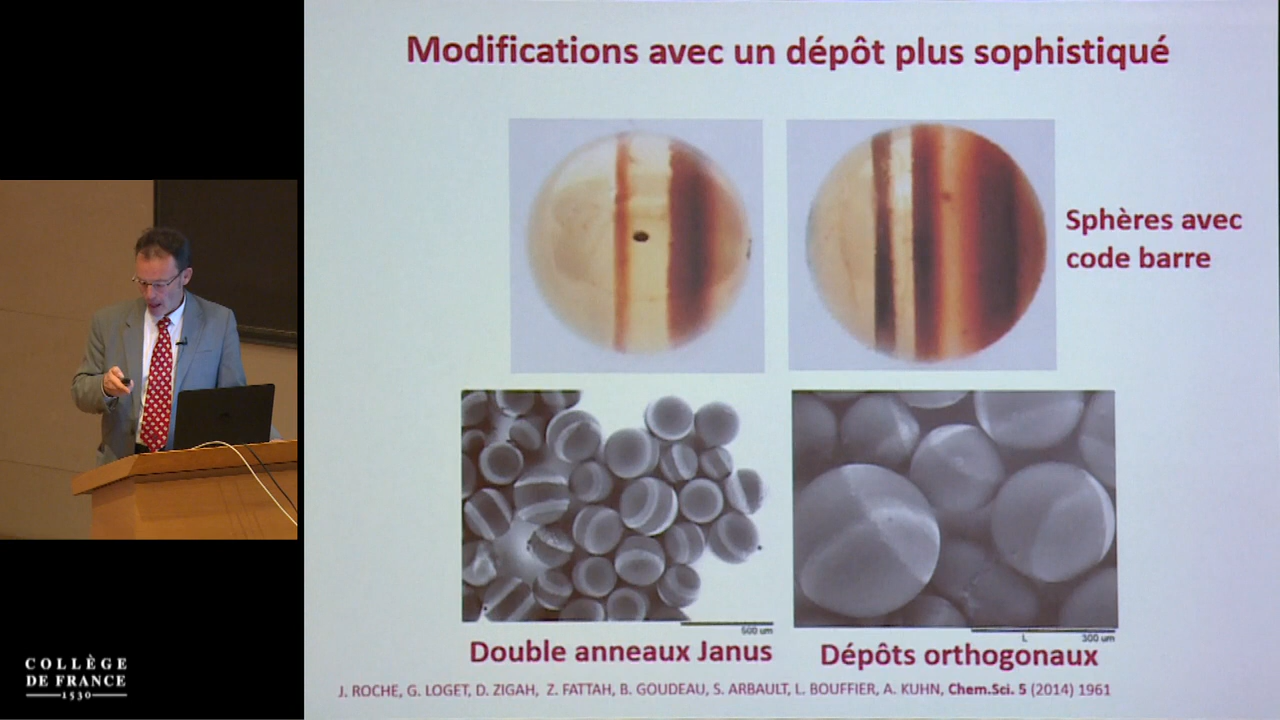 Modifications avec un dépôt plus sophistiqué
Sphères avec
code barre
500 um
300 um
Double anneaux Janus
Dépôts orthogonaux
J. ROCHE, G. LOGET, D. ZIGAH, Z. FATTAH, B. GOUDEAU, S. ARBAULT, L. BOUFFIER, A. KUHN, Chem.Sci. 5 (2014) 1961
COLLÈGE
DE FRANCE
1530